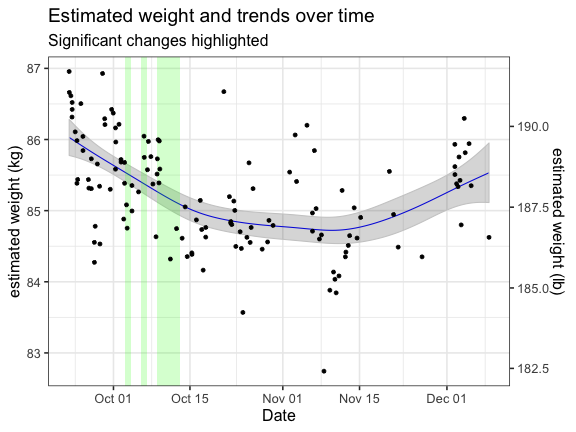 Estimated weight and trends over time
Significant changes highlighted
87
86
85
84
83
estimated weight (kg)
190.0
187.5
185.0
182.5
estimated weight (lb)
Oct 01
Oct 15
Nov 01
Nov 15
Dec 01
Date